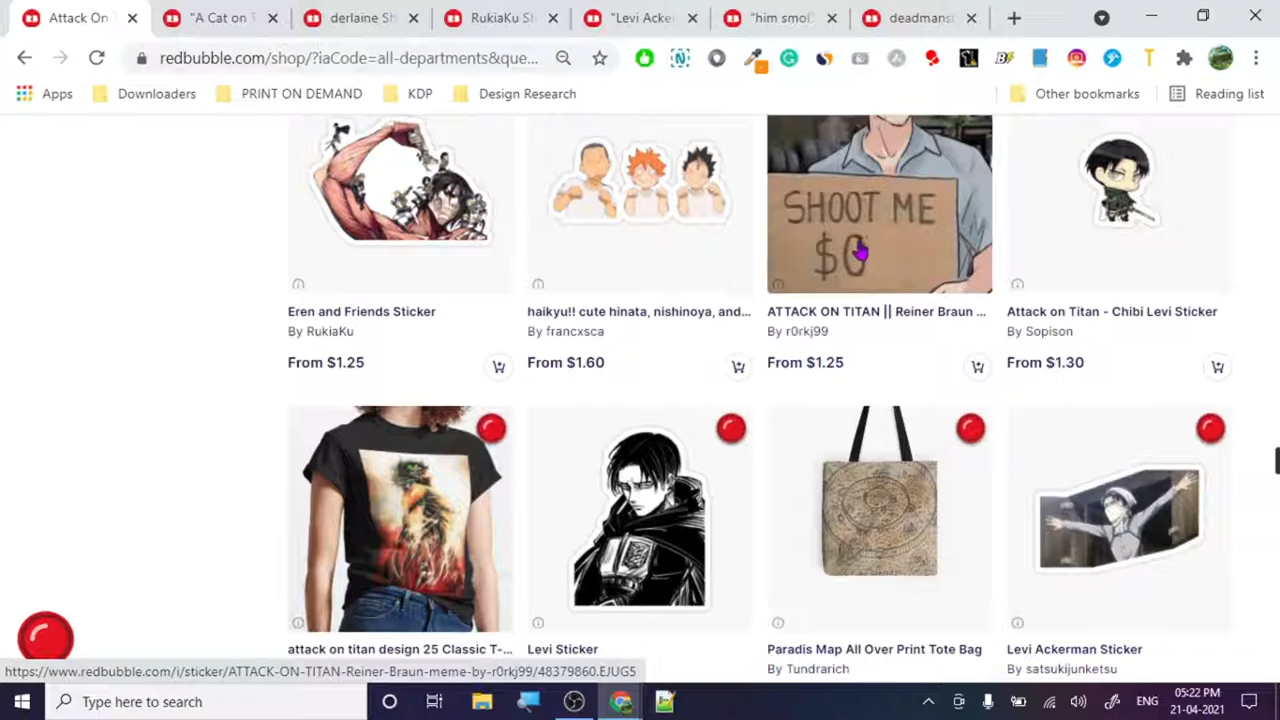 Attack On T
"A Cat on T
derlaine Sh
RukiaKu Sh
"Levi Acker
"him smol"
deadmanst
redbubble.com/shop/?iaCode=all-departments&que...
Apps
Downloaders
PRINT ON DEMAND
KDP
Design Research
Other bookmarks
Reading list
SHOOT ME
$0
Eren and Friends Sticker
By RukiaKu
From $1.25
haikyu!! cute hinata, nishinoya, and...
By francxsca
From $1.60
ATTACK ON TITAN || Reiner Braun ...
By r0rkj99
From $1.25
Attack on Titan - Chibi Levi Sticker
By Sopison
From $1.30
attack on titan design 25 Classic T-...
Levi Sticker
Paradis Map All Over Print Tote Bag
By Tundrarich
Levi Ackerman Sticker
By satsukijunketsu
https://www.redbubble.com/i/sticker/ATTACK-ON-TITAN-Reiner-Braun-meme-by-r0rkj99/48379860.EJUG5
Type here to search
ENG
05:22 PM
21-04-2021